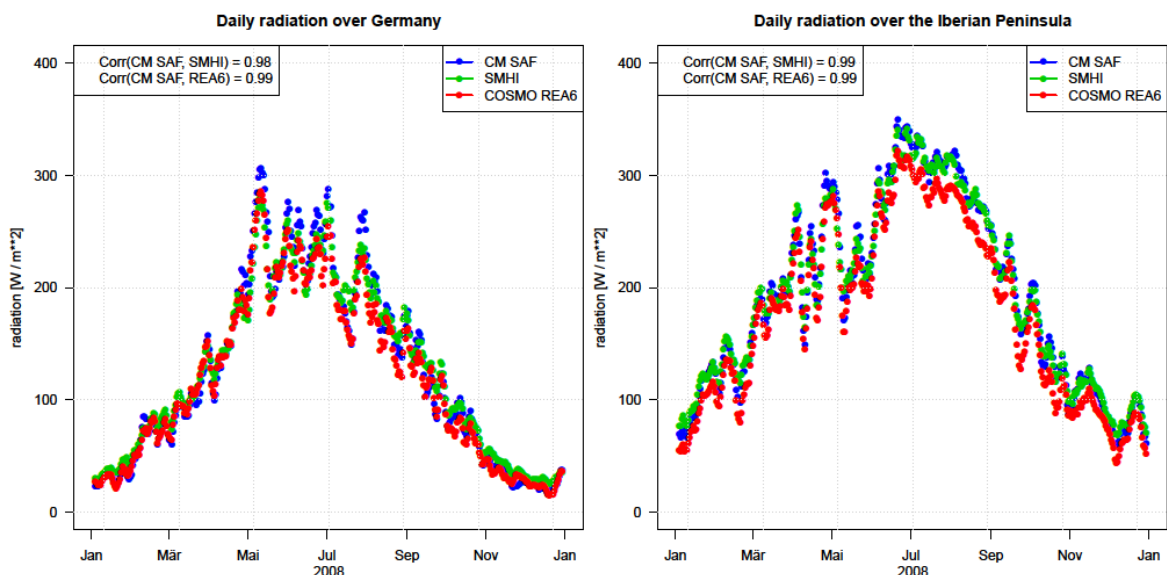 Daily radiation over Germany
Corr(CM SAF, SMHI) = 0.98
Corr(CM SAF, REA6) = 0.99
CM SAF
SMHI
COSMO REA6
radiation [W / m**2]
400
300
200
100
0
Jan Mär Mai Jul Sep Nov Jan
2008
Daily radiation over the Iberian Peninsula
Corr(CM SAF, SMHI) = 0.99
Corr(CM SAF, REA6) = 0.99
CM SAF
SMHI
COSMO REA6
radiation [W / m**2]
400
300
200
100
0
Jan Mär Mai Jul Sep Nov Jan
2008